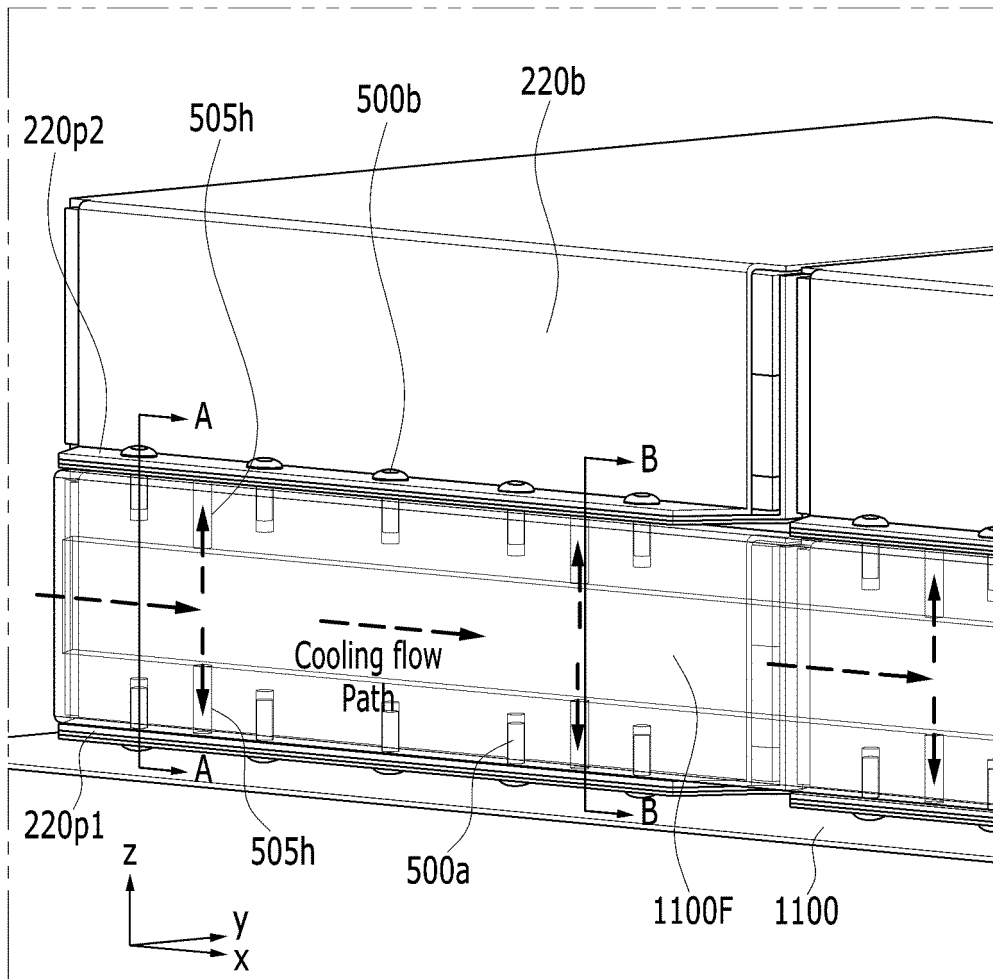 220b
500b
505h
220p2
A
B
Cooling flow
Path
A
B
220p1
505h
500a
1100F
1100
z
y
x